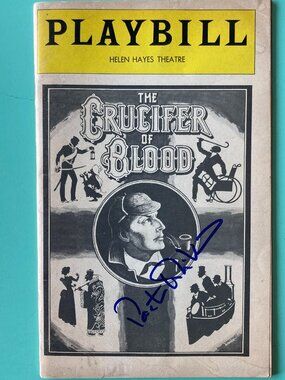 PLAYBILL
HELEN HAYES THEATRE
THE
CRUCIFER
OF
BLOOD